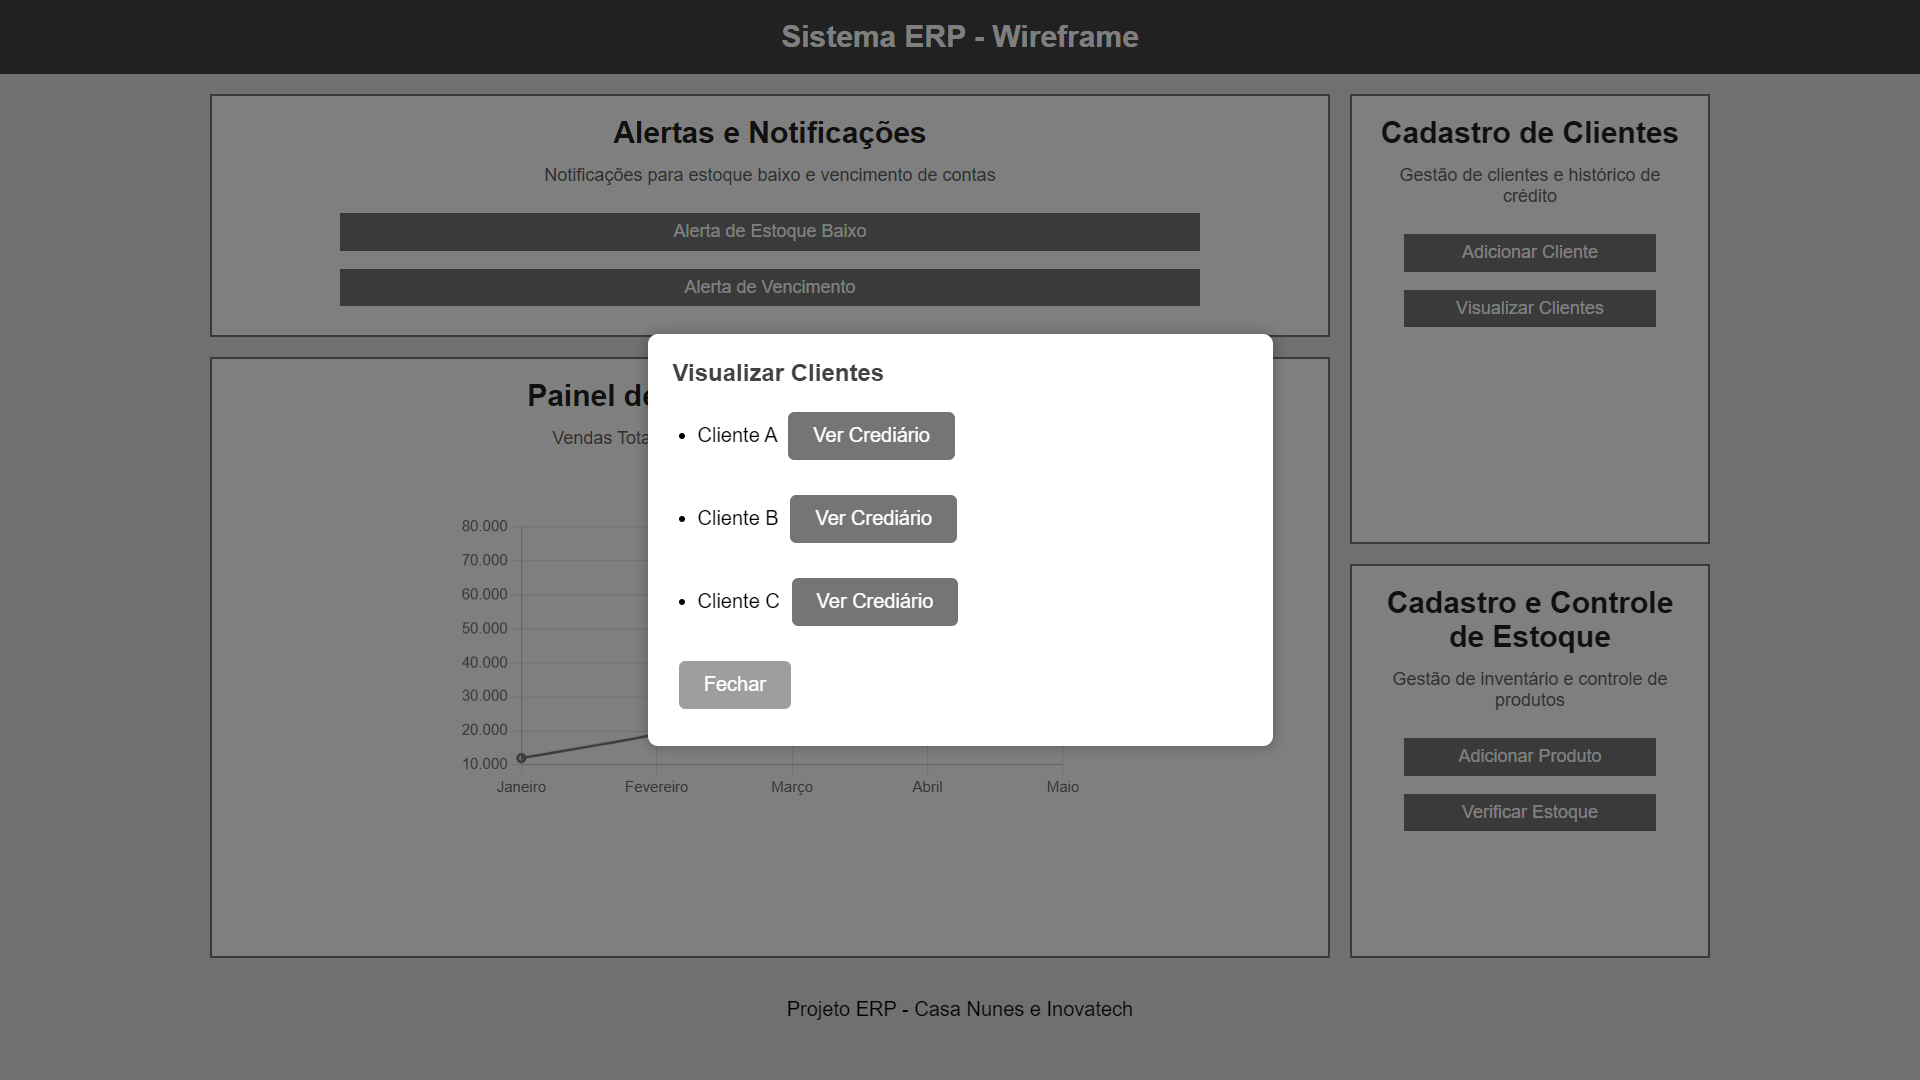 Sistema ERP - Wireframe
Alertas e Notificações
Notificações para estoque baixo e vencimento de contas
Alerta de Estoque Baixo
Alerta de Vencimento
Cadastro de Clientes
Gestão de clientes e histórico de
crédito
Adicionar Cliente
Visualizar Clientes
Painel
Vendas
80.000
70.000
60.000
50.000
40.000
30.000
20.000
10.000
Janeiro
Fevereiro
Março
Abril
Maio
Visualizar Clientes
• Cliente A Ver Crediário
• Cliente B Ver Crediário
• Cliente C Ver Crediário
Fechar
Cadastro e Controle
de Estoque
Gestão de inventário e controle de
produtos
Adicionar Produto
Verificar Estoque
Projeto ERP - Casa Nunes e Inovatech